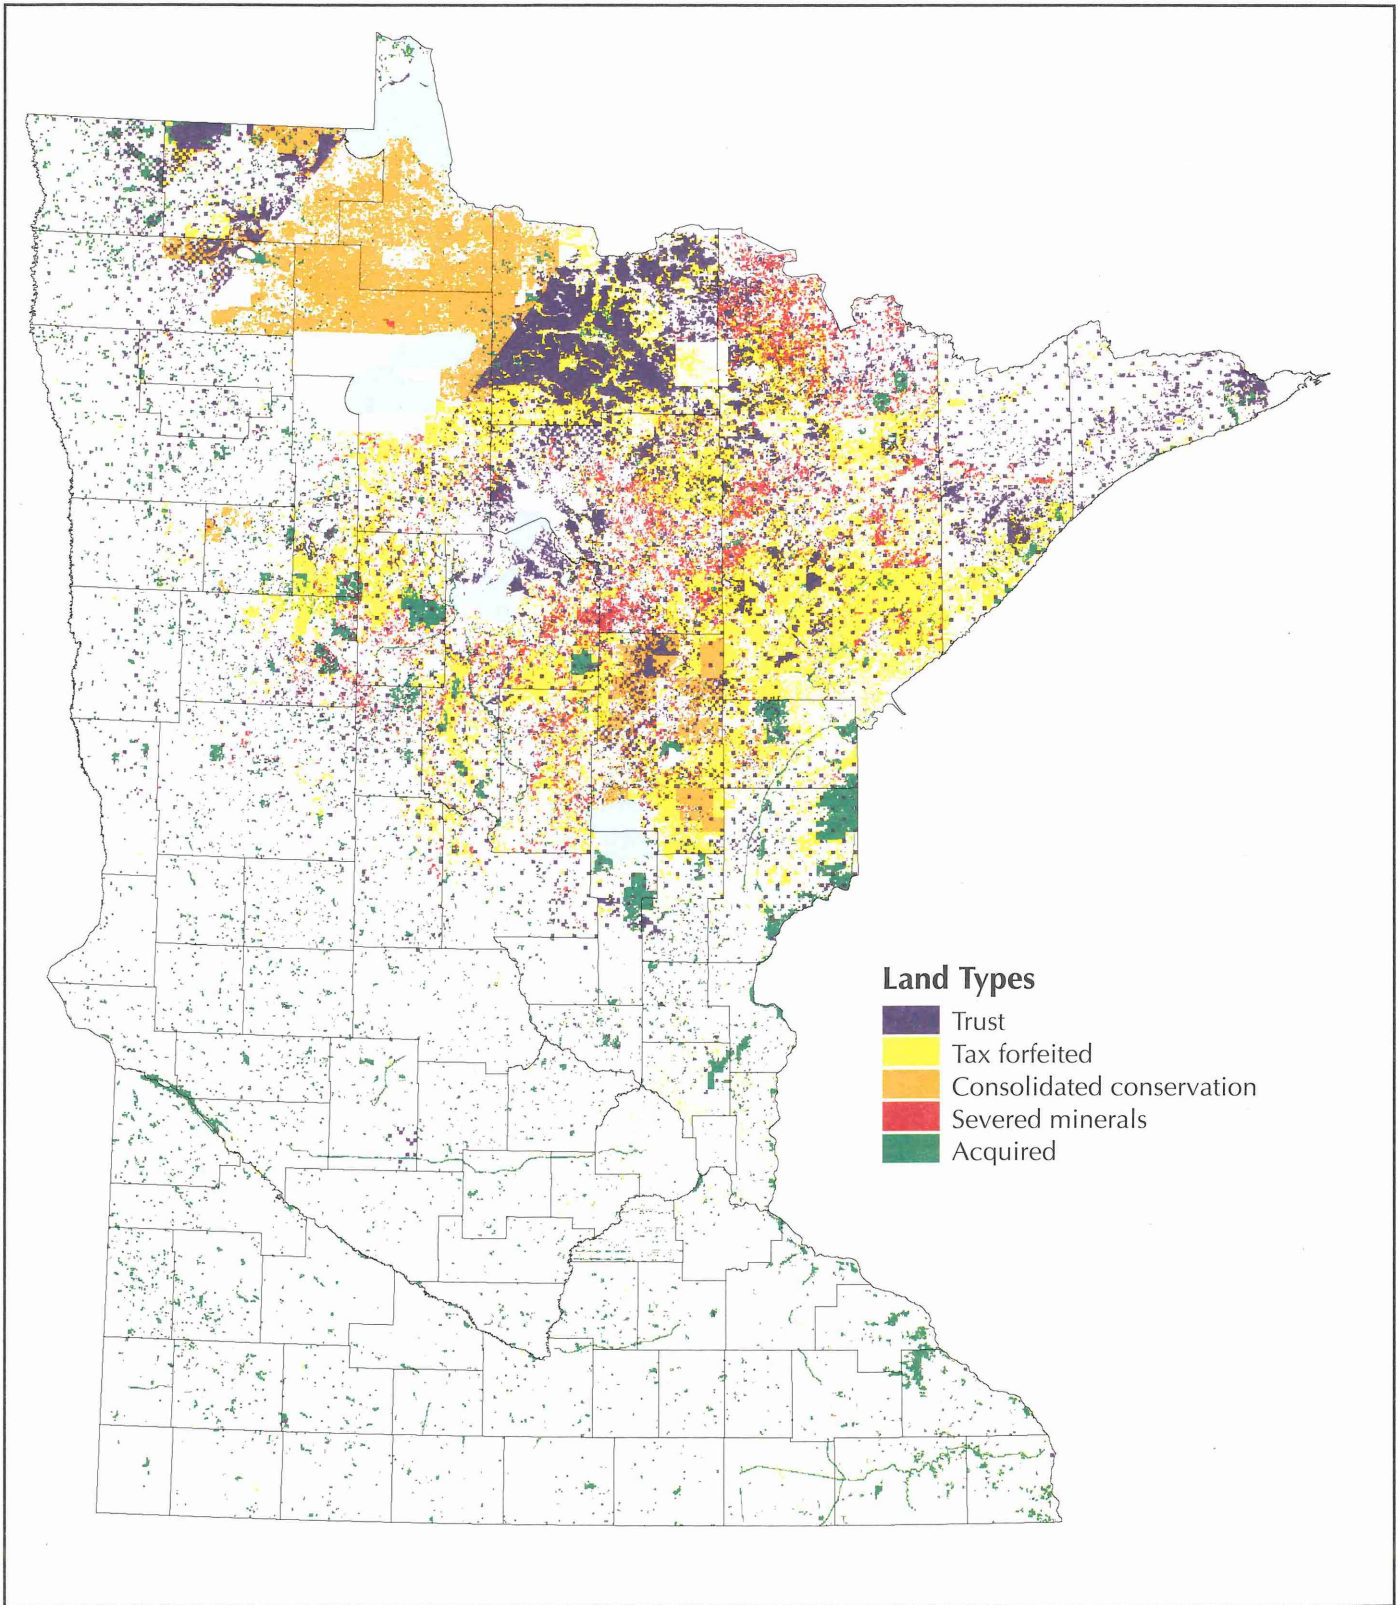 Land Types
Trust
Tax forfeited
Consolidated conservation
Severed minerals
Acquired